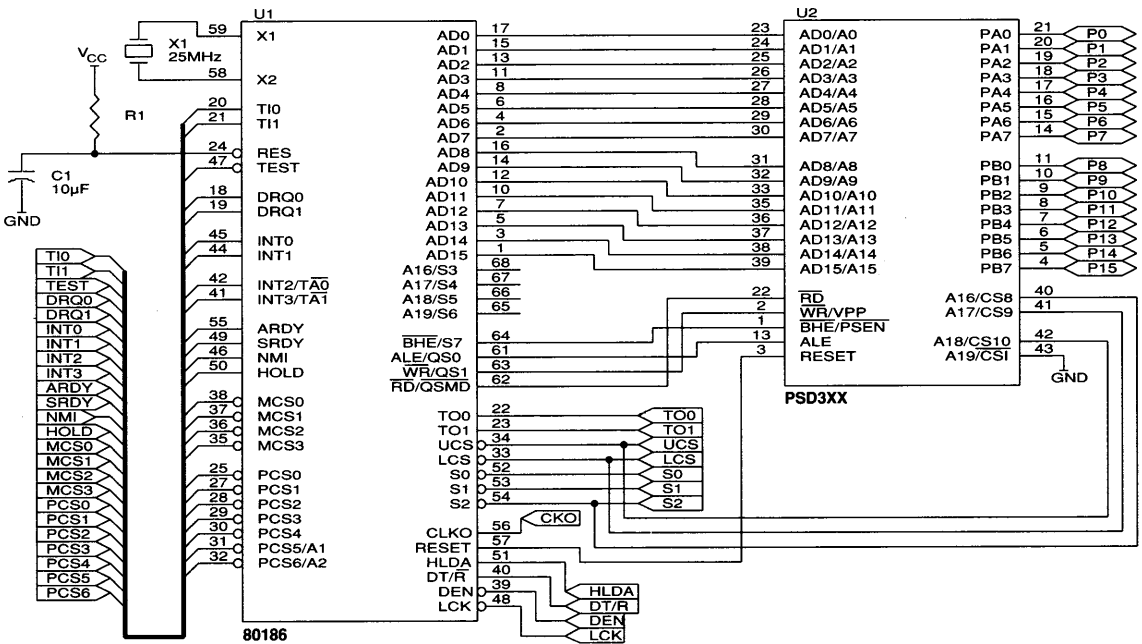 U1
80186
59 X1
58 X2
20 TI0
21 TI1
24 RES
47 TEST
18 DRQ0
19 DRQ1
45 INT0
44 INT1
42 INT2/TA0
41 INT3/TA1
55 ARDY
49 SRDY
46 NMI
50 HOLD
38 MCS0
37 MCS1
36 MCS2
35 MCS3
25 PCS0
27 PCS1
28 PCS2
29 PCS3
30 PCS4
31 PCS5/A1
32 PCS6/A2
AD0 17
AD1 15
AD2 13
AD3 11
AD4 8
AD5 6
AD6 4
AD7 2
AD8 16
AD9 14
AD10 12
AD11 10
AD12 7
AD13 5
AD14 3
AD15 1
A16/S3 68
A17/S4 67
A18/S5 66
A19/S6 65
BHE/S7 64
ALE/QS0 61
WR/QS1 63
RD/QSMD 62
TO0 22
TO1 23
UCS 34
LCS 33
S0 52
S1 53
S2 54
CLKO 56
RESET 57
HLDA 51
DT/R 40
DEN 39
LCK 48
X1
25MHz
VCC
R1
C1
10µF
GND
TI0
TI1
TEST
DRQ0
DRQ1
INT0
INT1
INT2
INT3
ARDY
SRDY
NMI
HOLD
MCS0
MCS1
MCS2
MCS3
PCS0
PCS1
PCS2
PCS3
PCS4
PCS5
PCS6
TO0
TO1
UCS
LCS
S0
S1
S2
CKO
HLDA
DT/R
DEN
LCK
U2
PSD3XX
23 AD0/A0
24 AD1/A1
25 AD2/A2
26 AD3/A3
27 AD4/A4
28 AD5/A5
29 AD6/A6
30 AD7/A7
31 AD8/A8
32 AD9/A9
33 AD10/A10
35 AD11/A11
36 AD12/A12
37 AD13/A13
38 AD14/A14
39 AD15/A15
22 RD
2 WR/VPP
1 BHE/PSEN
13 ALE
3 RESET
PA0 21 P0
PA1 20 P1
PA2 19 P2
PA3 18 P3
PA4 17 P4
PA5 16 P5
PA6 15 P6
PA7 14 P7
PB0 11 P8
PB1 10 P9
PB2 9 P10
PB3 8 P11
PB4 7 P12
PB5 6 P13
PB6 5 P14
PB7 4 P15
A16/CS8 40
A17/CS9 41
A18/CS10 42
A19/CSI 43
GND